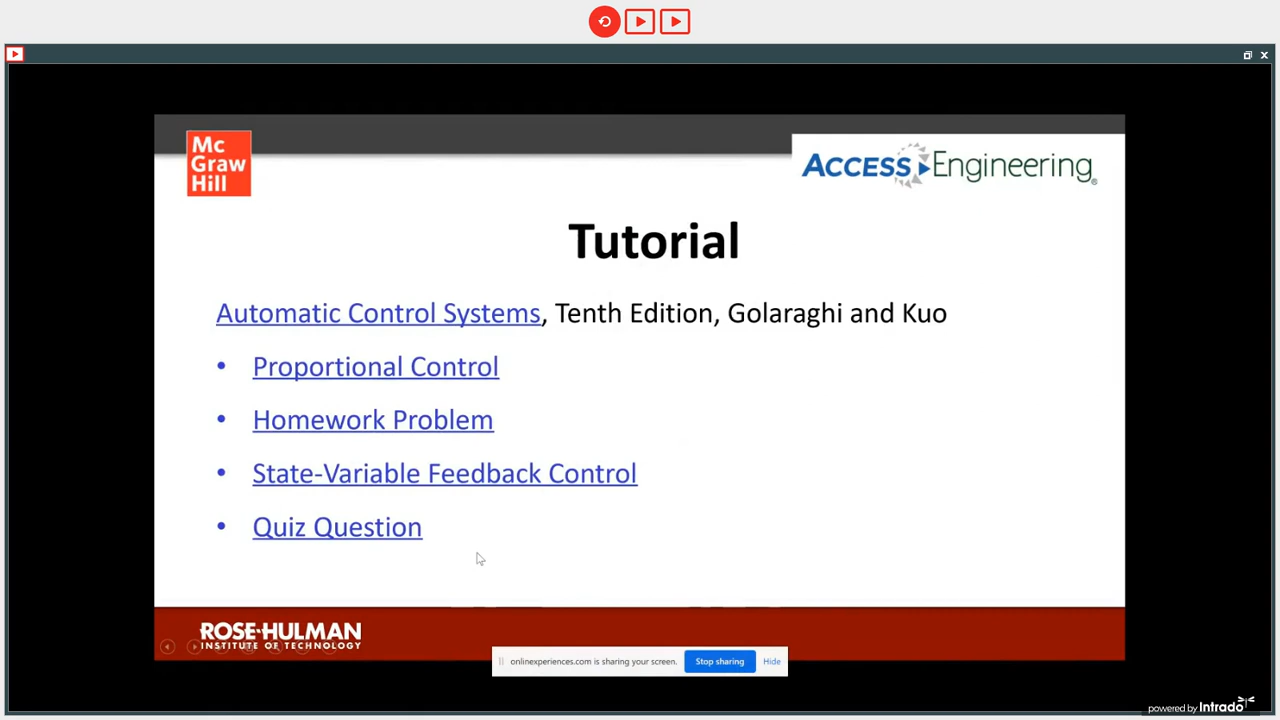 Mc
Graw
Hill
ACCESS Engineering®
Tutorial
Automatic Control Systems, Tenth Edition, Golaraghi and Kuo
• Proportional Control
• Homework Problem
• State-Variable Feedback Control
• Quiz Question
ROSE-HULMAN
INSTITUTE OF TECHNOLOGY
onlinexperiences.com is sharing your screen. Stop sharing Hide
powered by Intrado